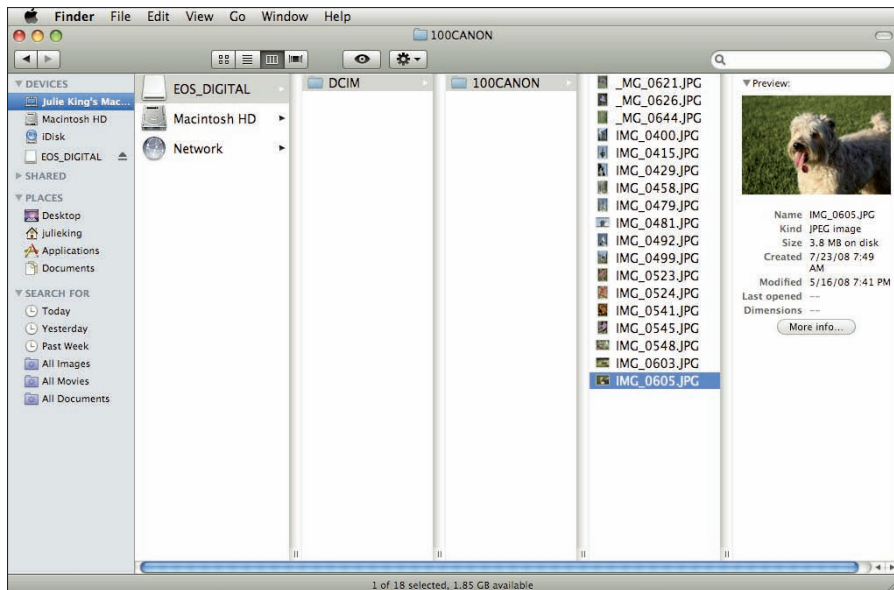 Finder File Edit View Go Window Help
100CANON
DEVICES
Julie King's Mac...
Macintosh HD
iDisk
EOS_DIGITAL
SHARED
PLACES
Desktop
julieking
Applications
Documents
SEARCH FOR
Today
Yesterday
Past Week
All Images
All Movies
All Documents
EOS_DIGITAL
Macintosh HD
Network
DCIM
100CANON
_MG_0621.JPG
_MG_0626.JPG
_MG_0644.JPG
IMG_0400.JPG
IMG_0415.JPG
IMG_0429.JPG
IMG_0458.JPG
IMG_0479.JPG
IMG_0481.JPG
IMG_0492.JPG
IMG_0499.JPG
IMG_0523.JPG
IMG_0524.JPG
IMG_0541.JPG
IMG_0545.JPG
IMG_0548.JPG
IMG_0603.JPG
IMG_0605.JPG
Preview:
Name IMG_0605.JPG
Kind JPEG image
Size 3.8 MB on disk
Created 7/23/08 7:49
AM
Modified 5/16/08 7:41 PM
Last opened --
Dimensions --
More info...
1 of 18 selected, 1.85 GB available